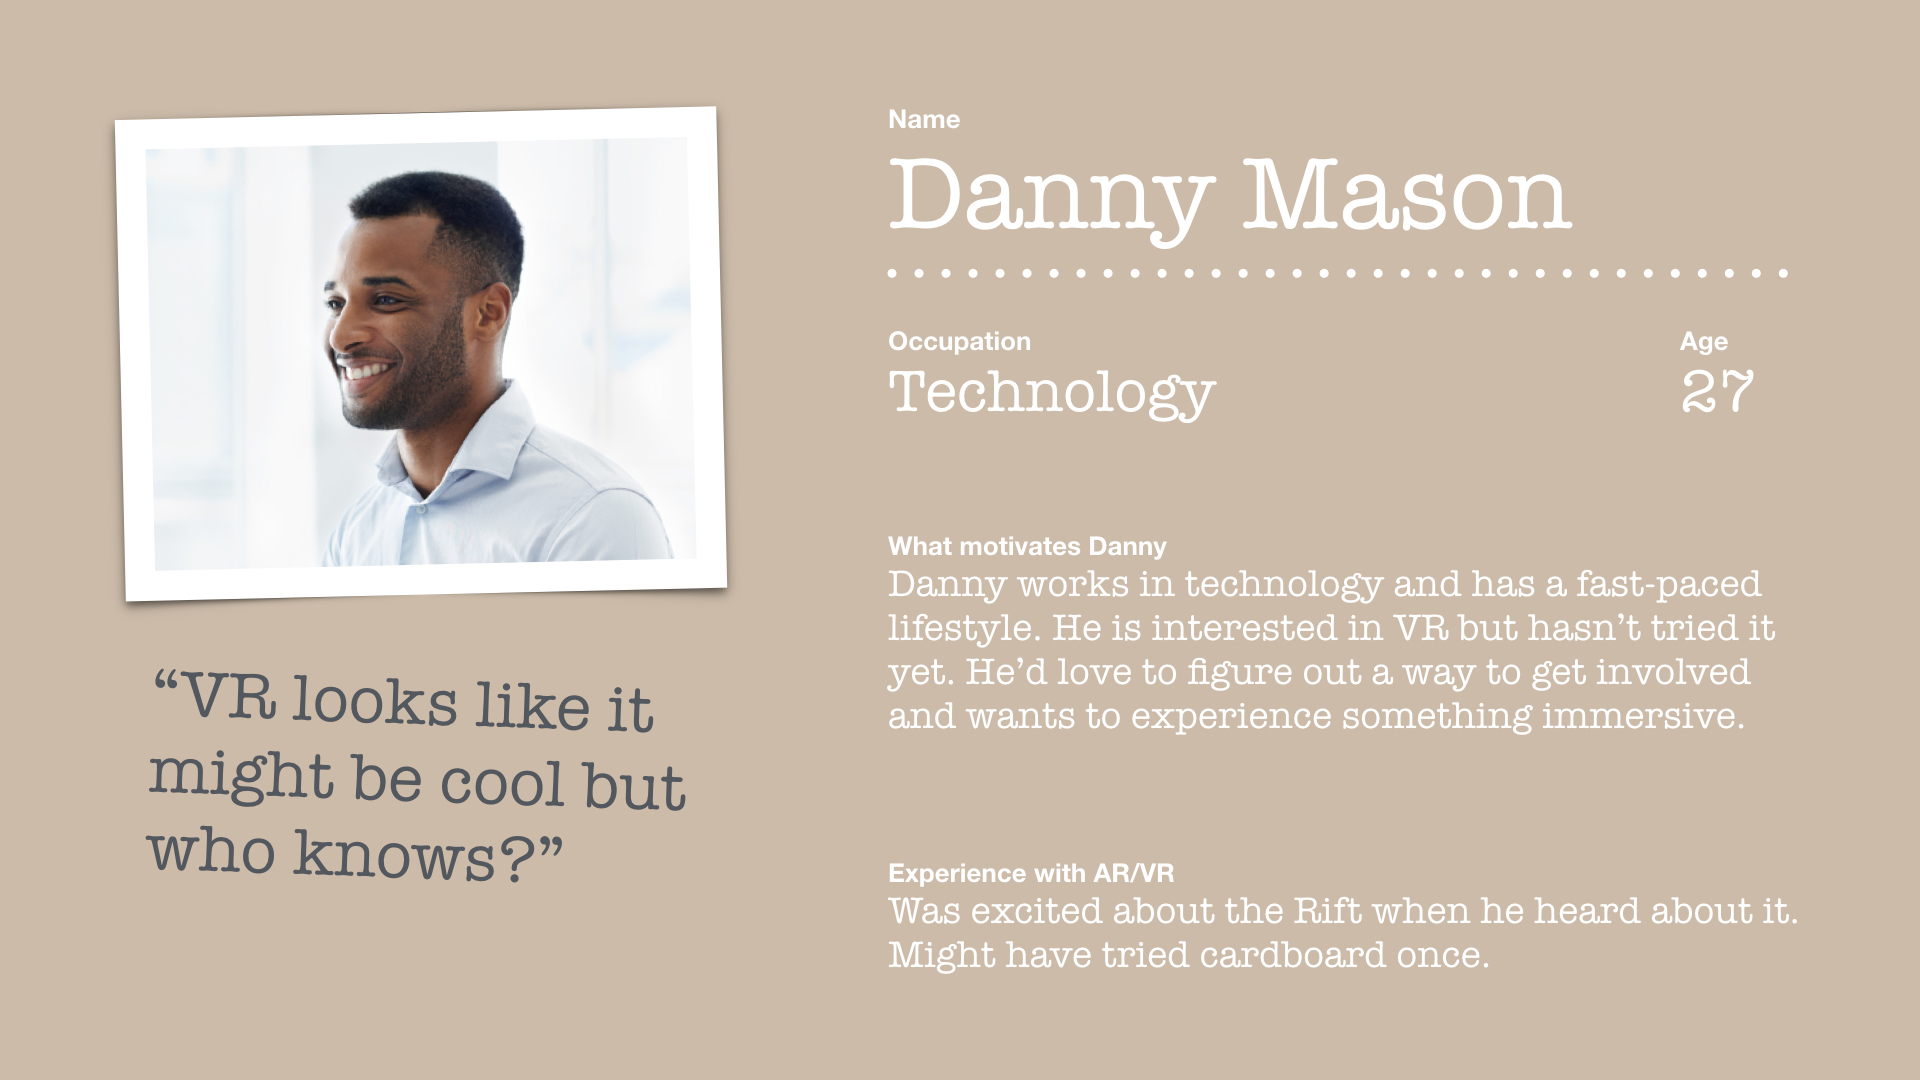 Name
Danny Mason
Occupation
Technology
Age
27
What motivates Danny
Danny works in technology and has a fast-paced
lifestyle. He is interested in VR but hasn’t tried it
yet. He’d love to figure out a way to get involved
and wants to experience something immersive.
Experience with AR/VR
Was excited about the Rift when he heard about it.
Might have tried cardboard once.
“VR looks like it
might be cool but
who knows?”